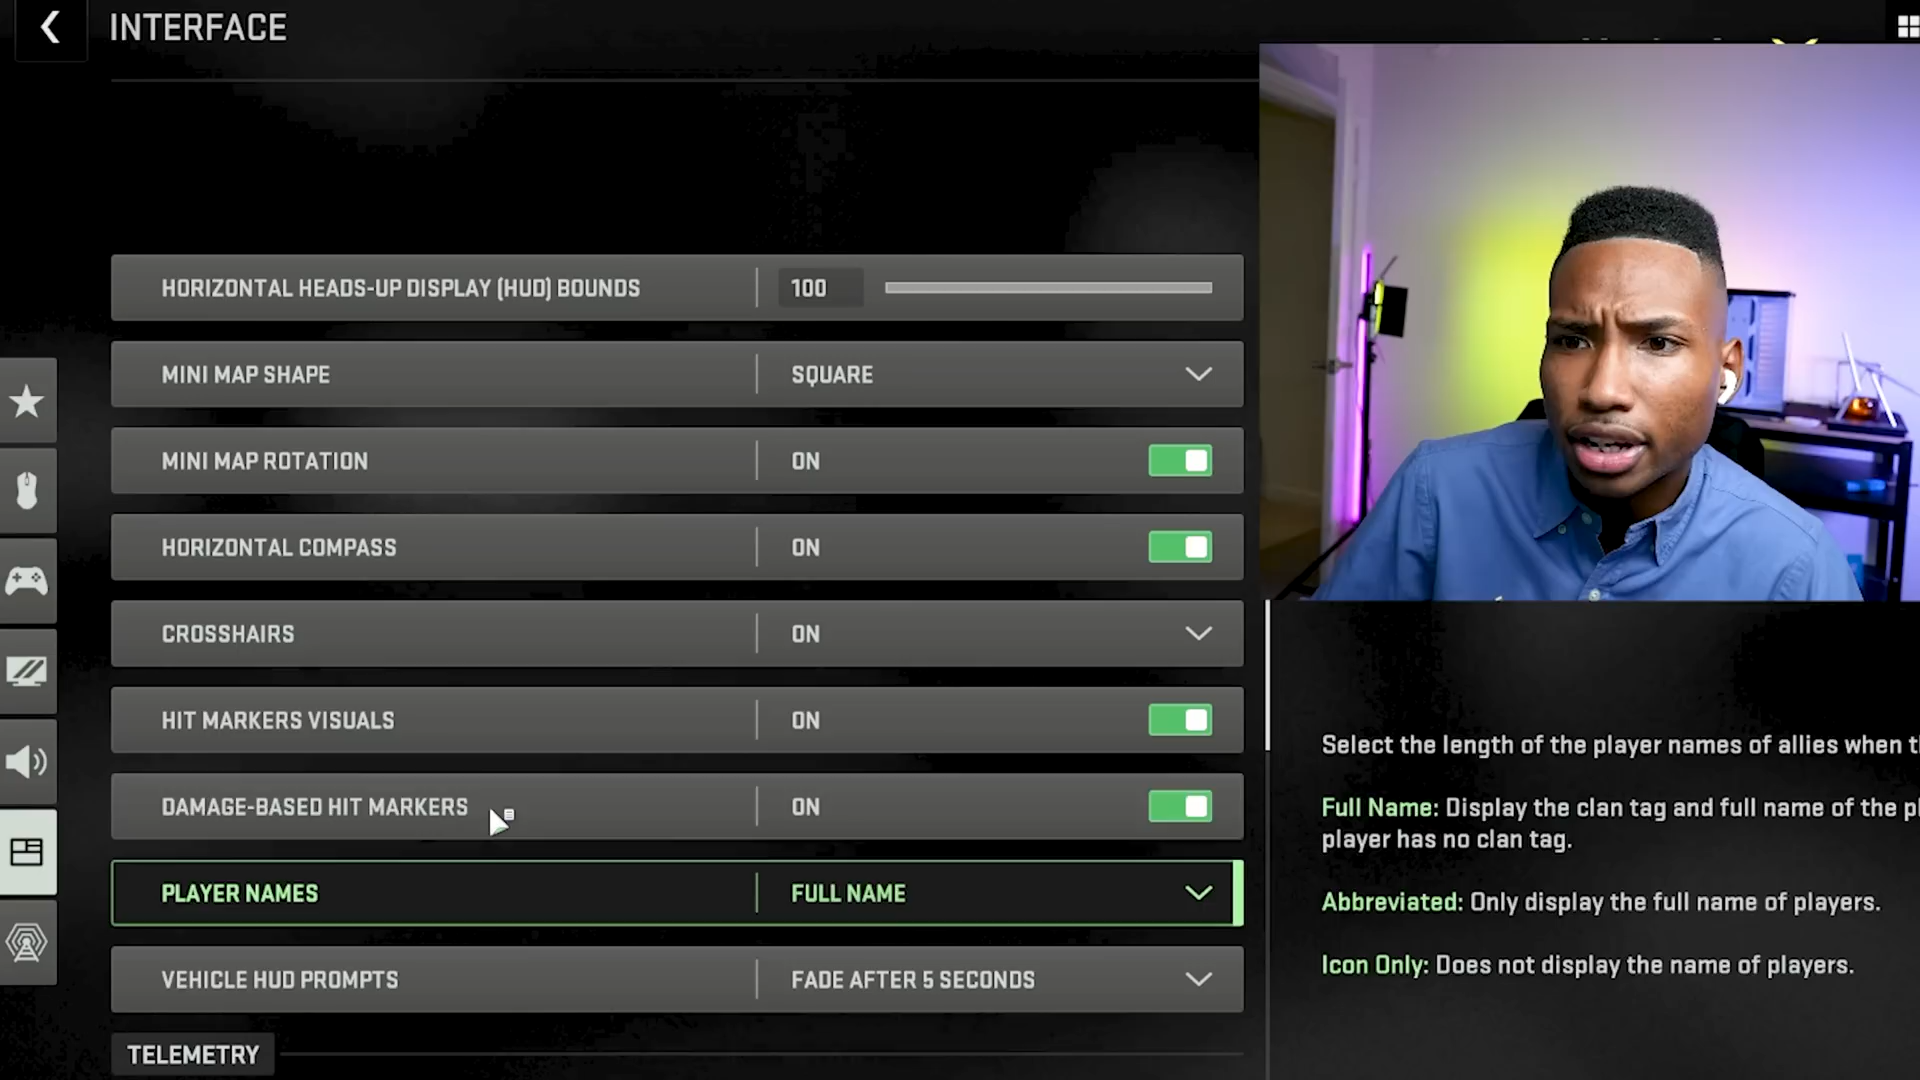 INTERFACE
HORIZONTAL HEADS-UP DISPLAY (HUD) BOUNDS
100
MINI MAP SHAPE
SQUARE
MINI MAP ROTATION
ON
HORIZONTAL COMPASS
ON
CROSSHAIRS
ON
HIT MARKERS VISUALS
ON
DAMAGE-BASED HIT MARKERS
ON
PLAYER NAMES
FULL NAME
VEHICLE HUD PROMPTS
FADE AFTER 5 SECONDS
TELEMETRY
Select the length of the player names of allies when
Full Name: Display the clan tag and full name of the
player has no clan tag.
Abbreviated: Only display the full name of players.
Icon Only: Does not display the name of players.